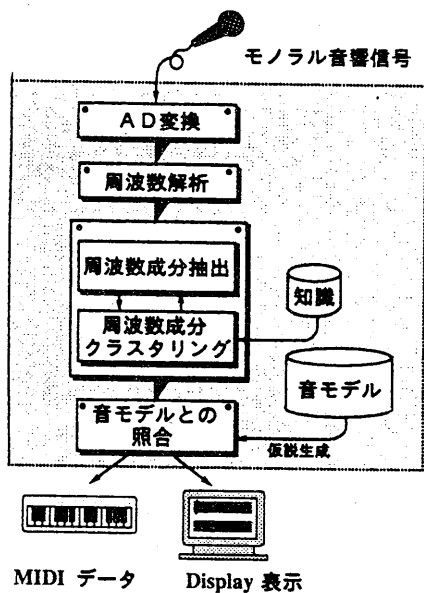 モノラル音響信号
ＡＤ変換
周波数解析
周波数成分抽出
知識
周波数成分
クラスタリング
音モデル
音モデルとの
照合
仮説生成
MIDI データ
Display 表示